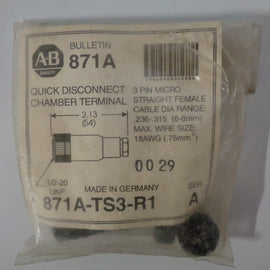 BULLETIN
AB
871A
QUICK DISCONNECT
CHAMBER TERMINAL
3 PIN MICRO
STRAIGHT FEMALE
CABLE DIA RANGE:
.236-.315 (6-8mm)
MAX. WIRE SIZE:
18AWG (.75mm²)
2.13
(54)
0029
1/2-20
UNF
MADE IN GERMANY
SER
871A-TS3-R1
A